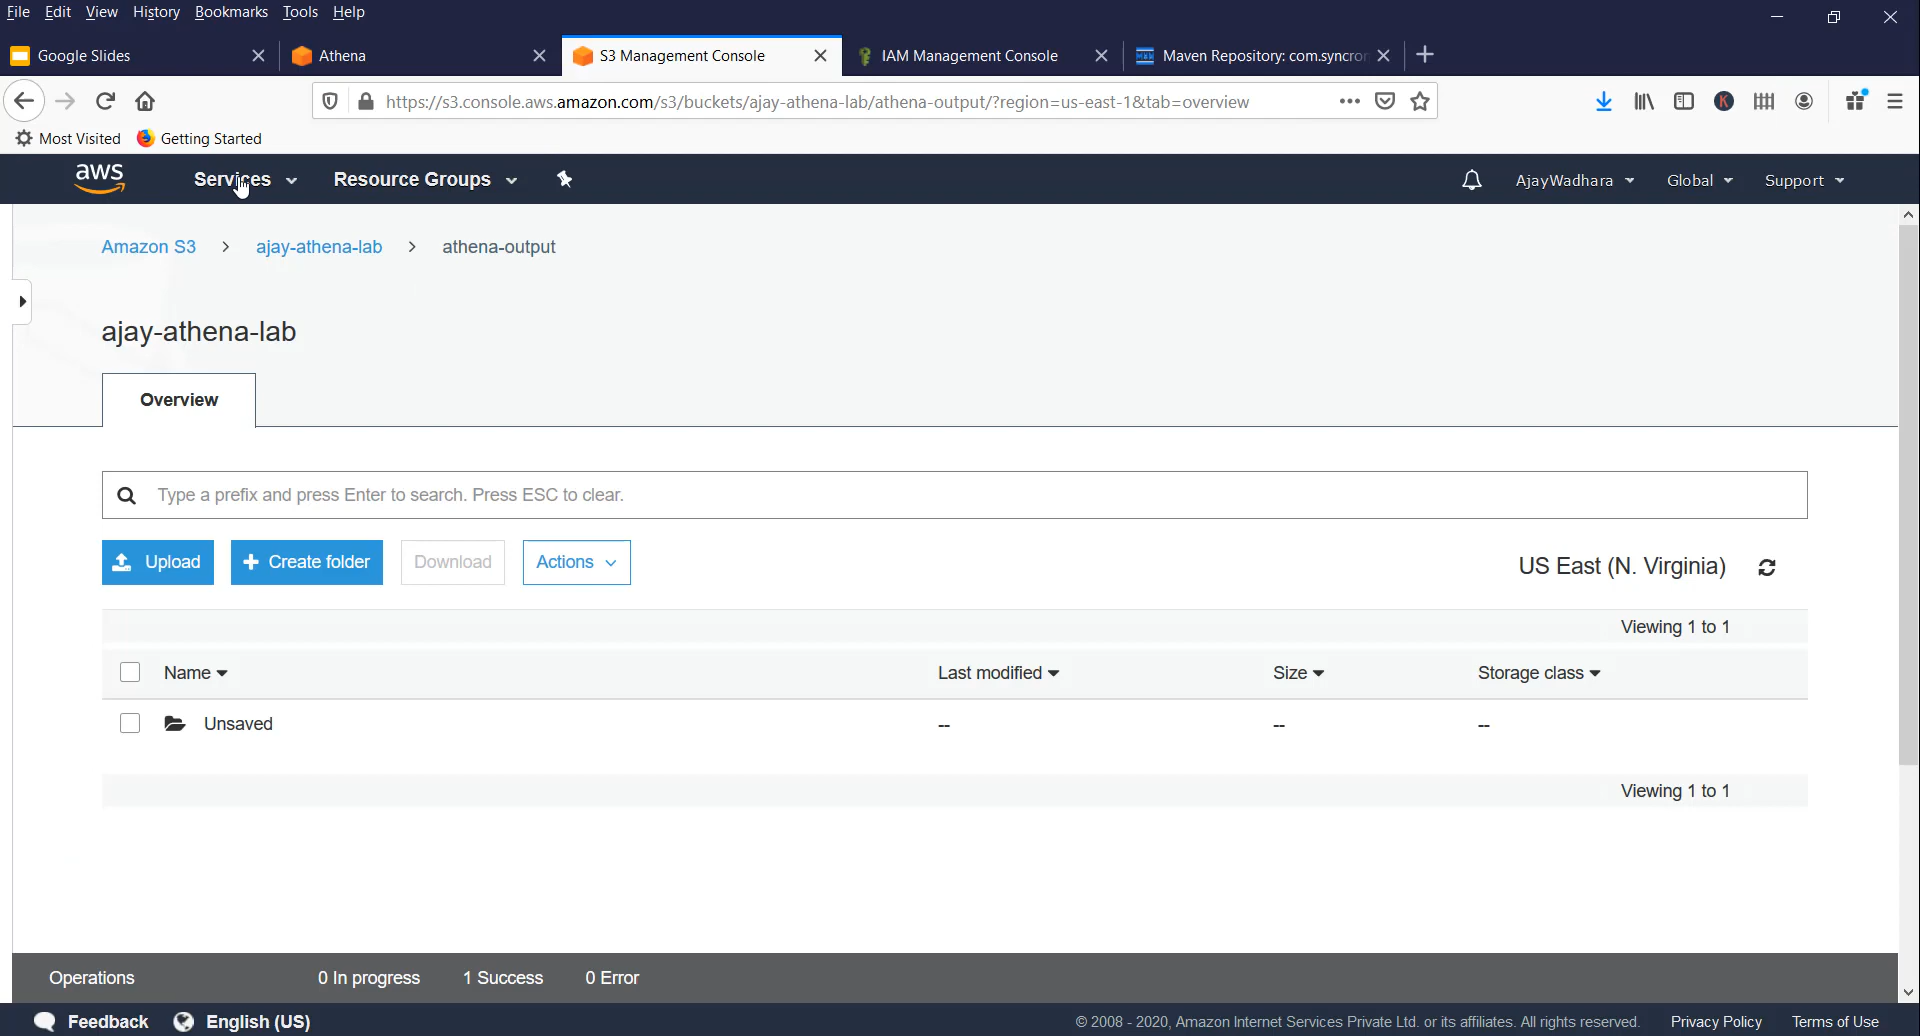 File Edit View History Bookmarks Tools Help
Google Slides
Athena
S3 Management Console
IAM Management Console
Maven Repository: com.syncron
https://s3.console.aws.amazon.com/s3/buckets/ajay-athena-lab/athena-output/?region=us-east-1&tab=overview
K
Most Visited Getting Started
aws Services Resource Groups AjayWadhara Global Support
Amazon S3 > ajay-athena-lab > athena-output
ajay-athena-lab
Overview
Type a prefix and press Enter to search. Press ESC to clear.
Upload + Create folder Download Actions US East (N. Virginia)
Viewing 1 to 1
Name Last modified Size Storage class
Unsaved -- -- --
Viewing 1 to 1
Operations 0 In progress 1 Success 0 Error
Feedback English (US) © 2008 - 2020, Amazon Internet Services Private Ltd. or its affiliates. All rights reserved. Privacy Policy Terms of Use